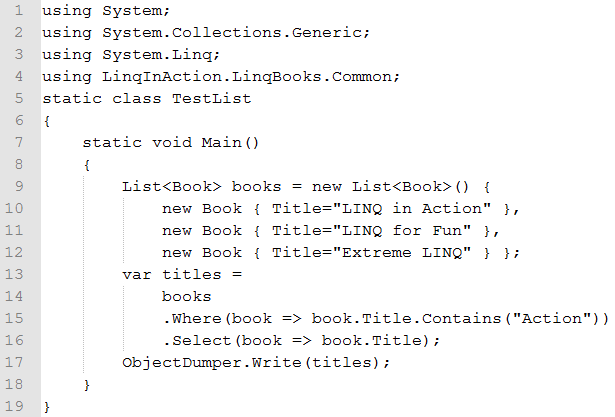 1 using System;
2 using System.Collections.Generic;
3 using System.Linq;
4 using LinqInAction.LinqBooks.Common;
5 static class TestList
6 {
7     static void Main()
8     {
9         List<Book> books = new List<Book>() {
10             new Book { Title="LINQ in Action" },
11             new Book { Title="LINQ for Fun" },
12             new Book { Title="Extreme LINQ" } };
13         var titles =
14             books
15             .Where(book => book.Title.Contains("Action"))
16             .Select(book => book.Title);
17         ObjectDumper.Write(titles);
18     }
19 }